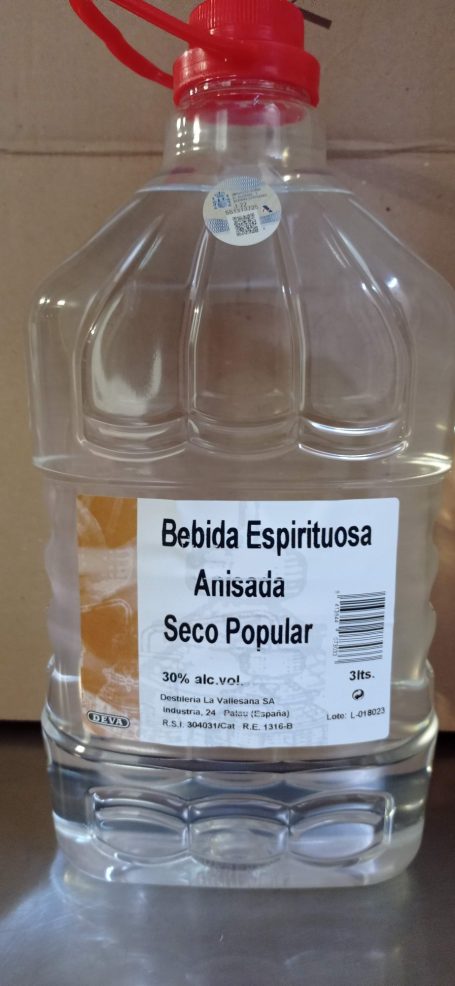 SS1513725
Bebida Espirituosa
Anisada
Seco Popular
30% alc.vol.
3lts.
Destileria La Vallesana SA
Industria, 24 Palau (España)
R.S.I. 304031/Cat R.E. 1316-B
Lote: L-018023
DEVA